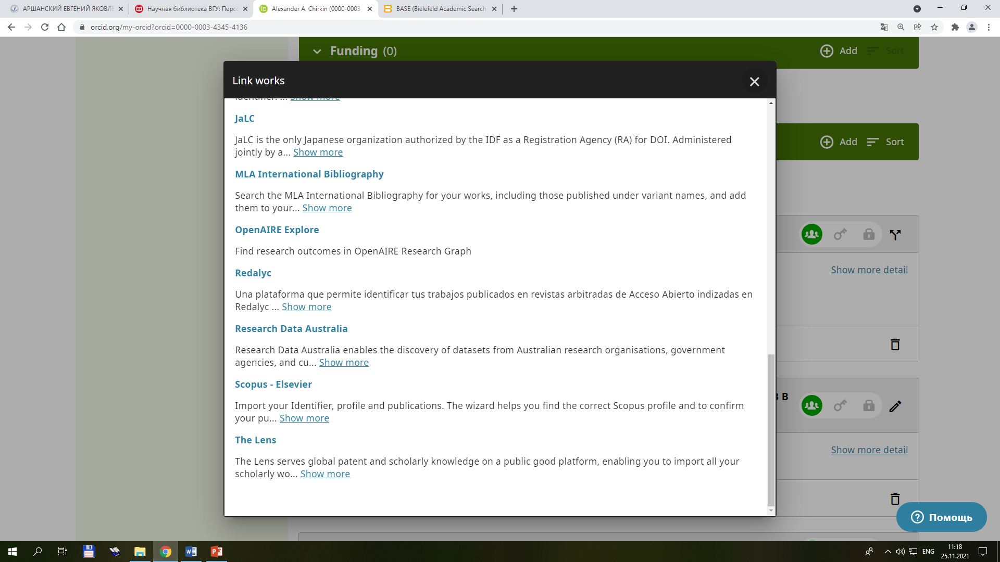 АРШАНСКИЙ ЕВГЕНИЙ ЯКОВЛЕ
Научная библиотека ВГУ: Персо
Alexander A. Chirkin (0000-0003-
BASE (Bielefeld Academic Search
orcid.org/my-orcid?orcid=0000-0003-4345-4136
Funding (0)
Add
Sort
Link works
identifier. ... Show more
JaLC
JaLC is the only Japanese organization authorized by the IDF as a Registration Agency (RA) for DOI. Administered
jointly by a... Show more
Add
Sort
MLA International Bibliography
Search the MLA International Bibliography for your works, including those published under variant names, and add
them to your... Show more
OpenAIRE Explore
Find research outcomes in OpenAIRE Research Graph
Show more detail
Redalyc
Una plataforma que permite identificar tus trabajos publicados en revistas arbitradas de Acceso Abierto indizadas en
Redalyc ... Show more
Research Data Australia
Research Data Australia enables the discovery of datasets from Australian research organisations, government
agencies, and cu... Show more
Scopus - Elsevier
Import your Identifier, profile and publications. The wizard helps you find the correct Scopus profile and to confirm
your pu... Show more
В В
The Lens
The Lens serves global patent and scholarly knowledge on a public good platform, enabling you to import all your
scholarly wo... Show more
Show more detail
Помощь
ENG
11:18
25.11.2021